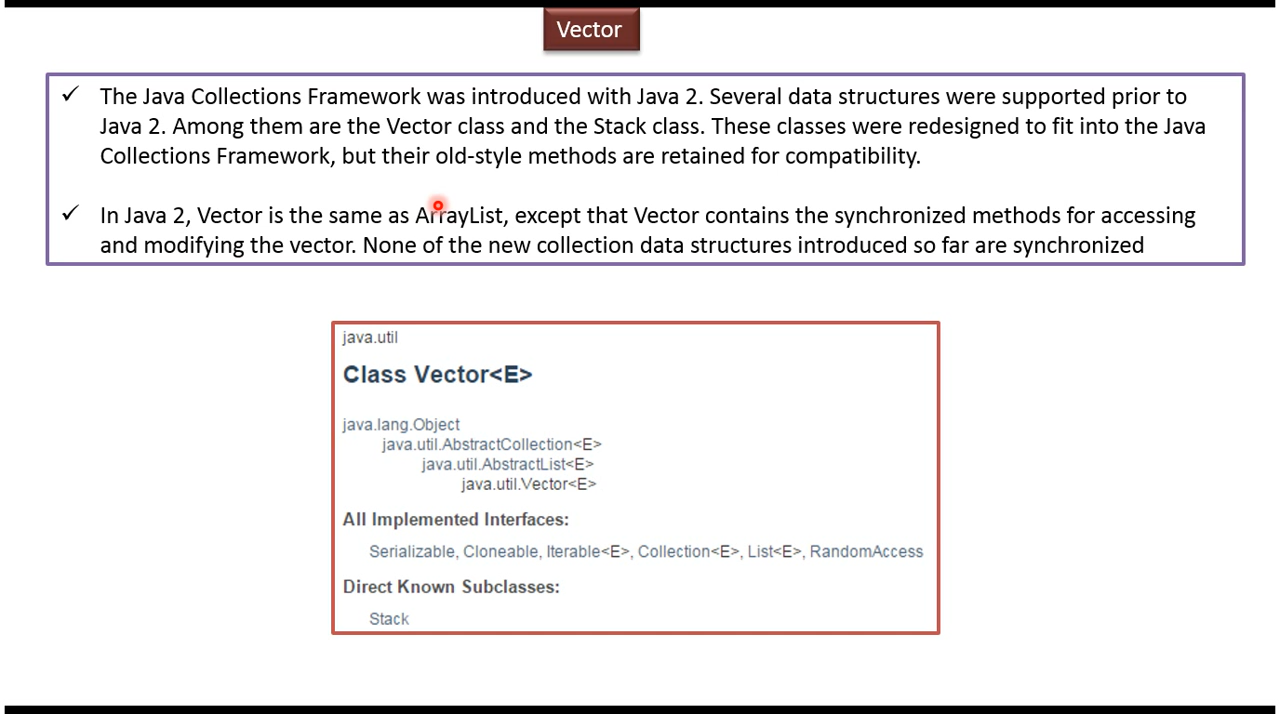 Vector
✓ The Java Collections Framework was introduced with Java 2. Several data structures were supported prior to
Java 2. Among them are the Vector class and the Stack class. These classes were redesigned to fit into the Java
Collections Framework, but their old-style methods are retained for compatibility.
✓ In Java 2, Vector is the same as ArrayList, except that Vector contains the synchronized methods for accessing
and modifying the vector. None of the new collection data structures introduced so far are synchronized
java.util
Class Vector<E>
java.lang.Object
java.util.AbstractCollection<E>
java.util.AbstractList<E>
java.util.Vector<E>
All Implemented Interfaces:
Serializable, Cloneable, Iterable<E>, Collection<E>, List<E>, RandomAccess
Direct Known Subclasses:
Stack